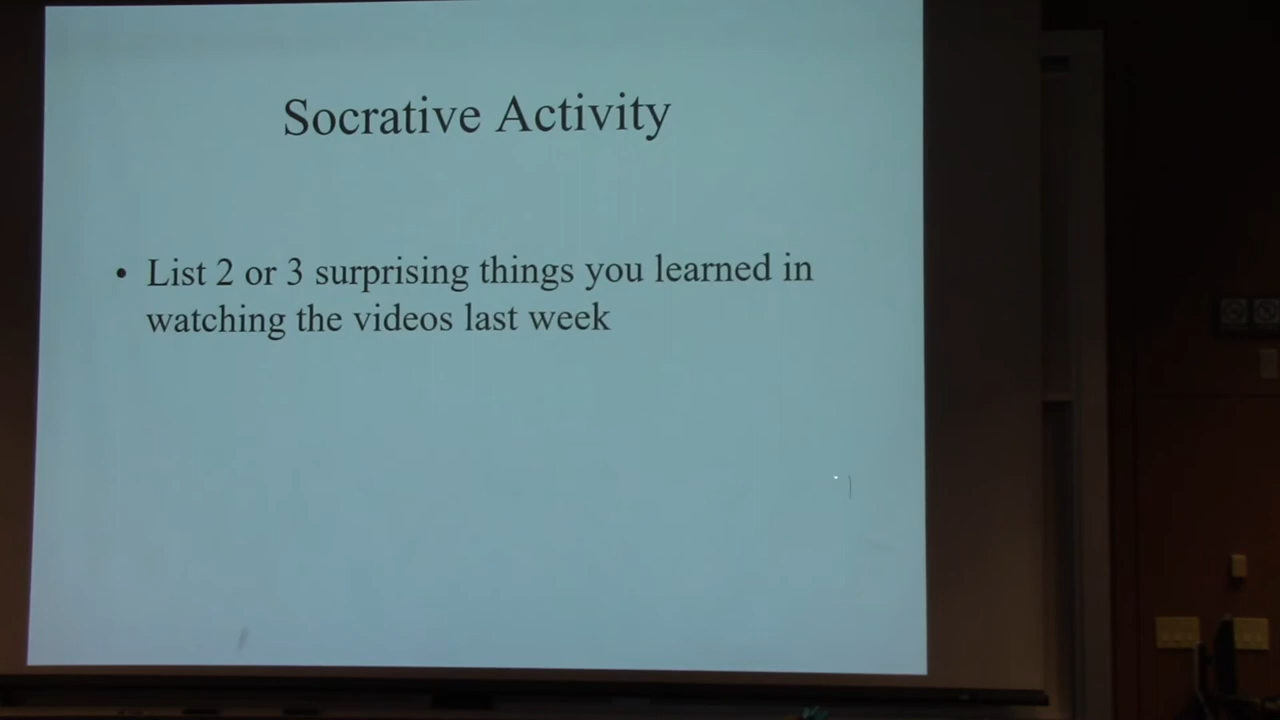 Socrative Activity
• List 2 or 3 surprising things you learned in
watching the videos last week